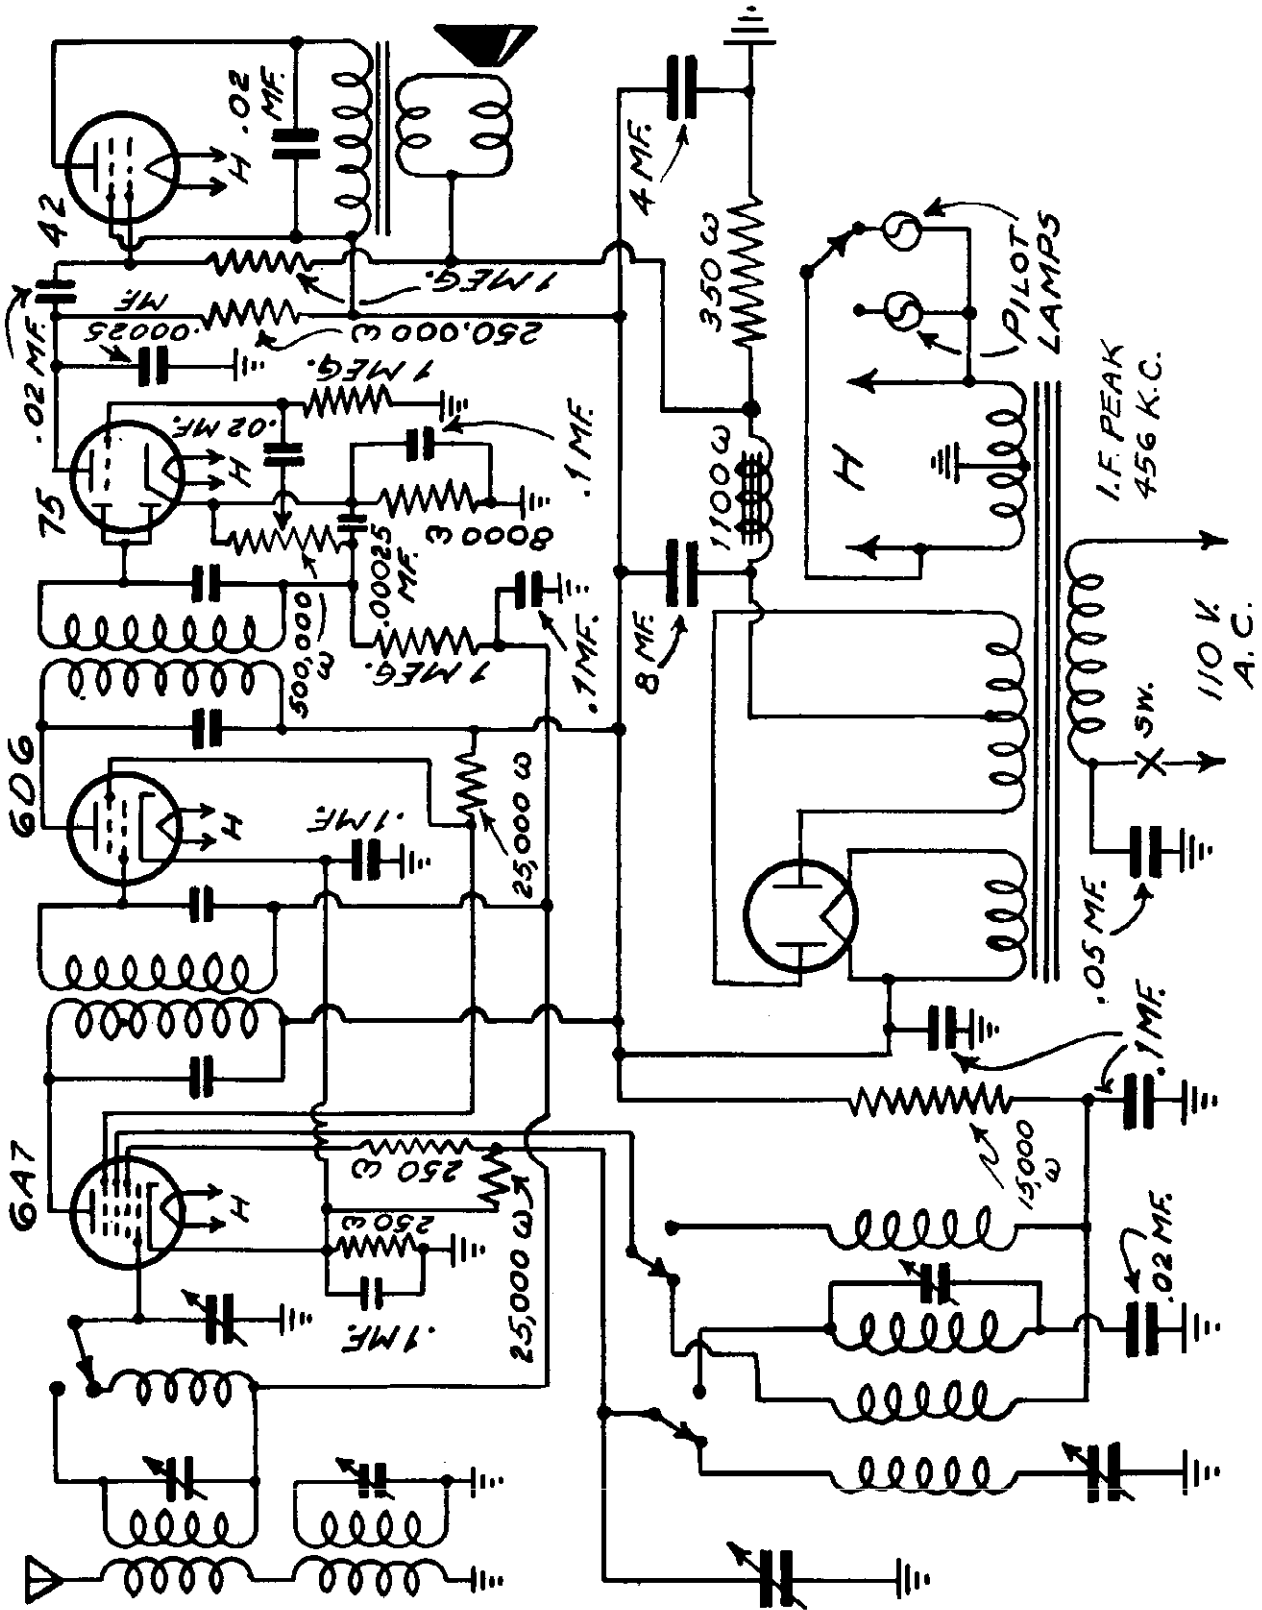 6A7
6D6
75
.02 MF.
42
.00025
MF.
.02
MF.
H
H
H
H
.02 MF.
1 MEG.
250,000 ω
1 MEG.
500,000
ω
.00025
MF.
8000 ω
.1 MF.
1 MEG.
.1 MF.
.1 MF.
250 ω
250 ω
.1 MF.
25,000 ω
25,000 ω
8 MF.
4 MF.
1100 ω
350 ω
H
PILOT
LAMPS
15,000
ω
.1 MF.
.02 MF.
.05 MF.
SW.
110 V.
A.C.
I.F. PEAK
456 K.C.